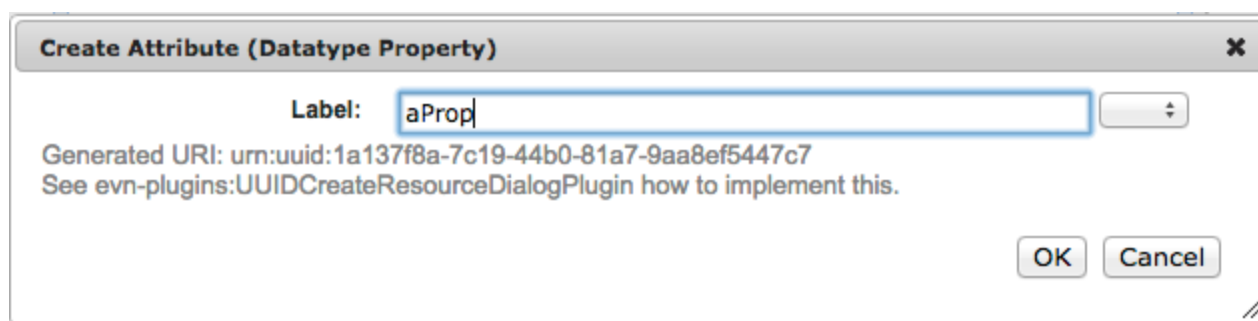 Create Attribute (Datatype Property)
Label: aProp
Generated URI: urn:uuid:1a137f8a-7c19-44b0-81a7-9aa8ef5447c7
See evn-plugins:UUIDCreateResourceDialogPlugin how to implement this.
OK Cancel